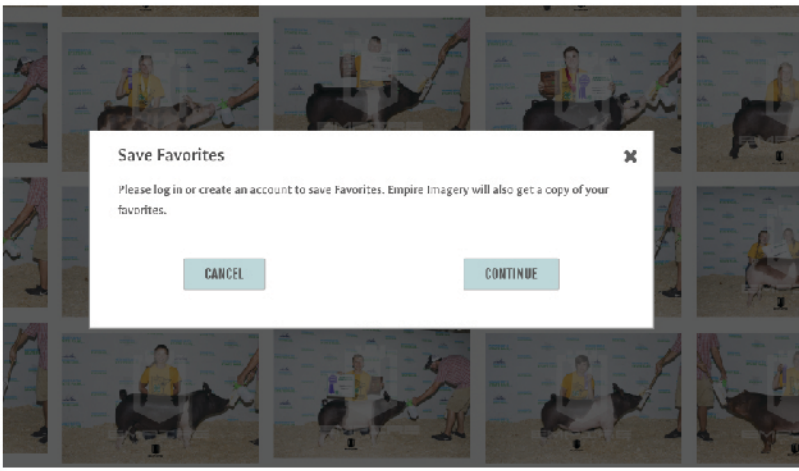 Save Favorites
Please log in or create an account to save Favorites. Empire Imagery will also get a copy of your
favorites.
CANCEL
CONTINUE